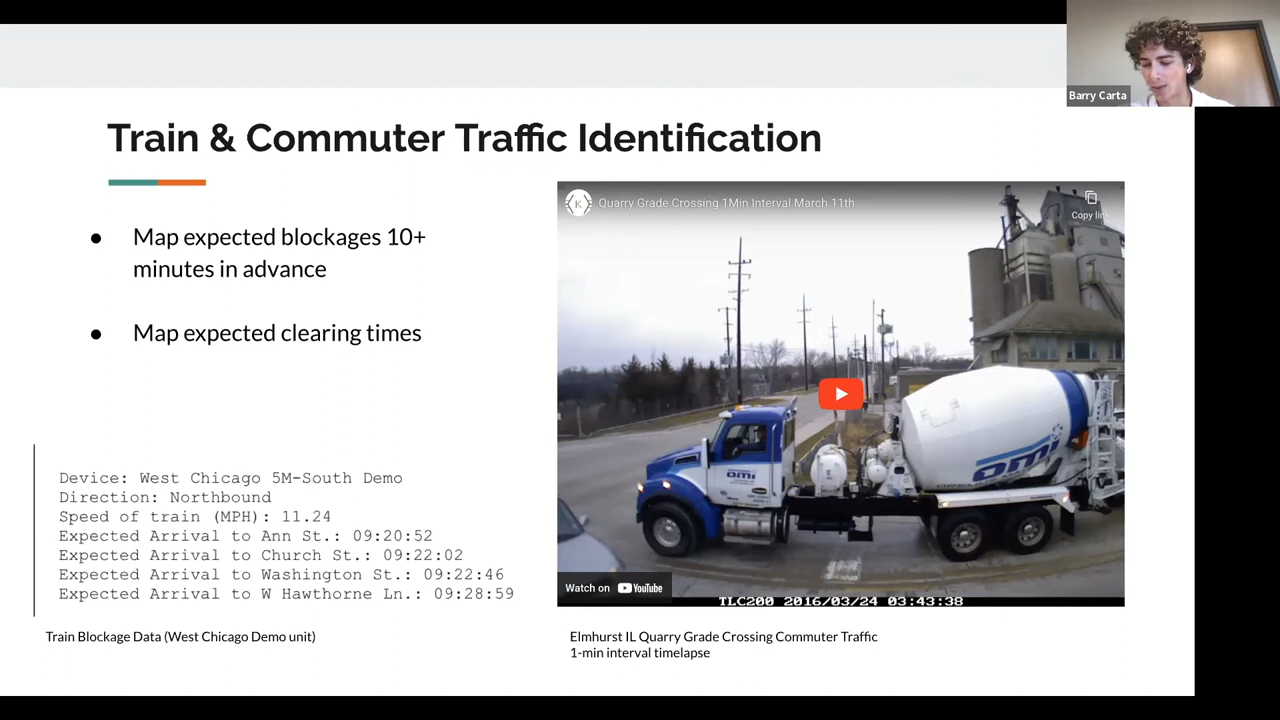 Barry Carta
Train & Commuter Traffic Identification
● Map expected blockages 10+
minutes in advance
● Map expected clearing times
Device: West Chicago 5M-South Demo
Direction: Northbound
Speed of train (MPH): 11.24
Expected Arrival to Ann St.: 09:20:52
Expected Arrival to Church St.: 09:22:02
Expected Arrival to Washington St.: 09:22:46
Expected Arrival to W Hawthorne Ln.: 09:28:59
Train Blockage Data (West Chicago Demo unit)
K
Quarry Grade Crossing 1Min Interval March 11th
Copy link
omi
omi
Watch on YouTube
TLC200 2016/03/24 03:43:38
Elmhurst IL Quarry Grade Crossing Commuter Traffic
1-min interval timelapse